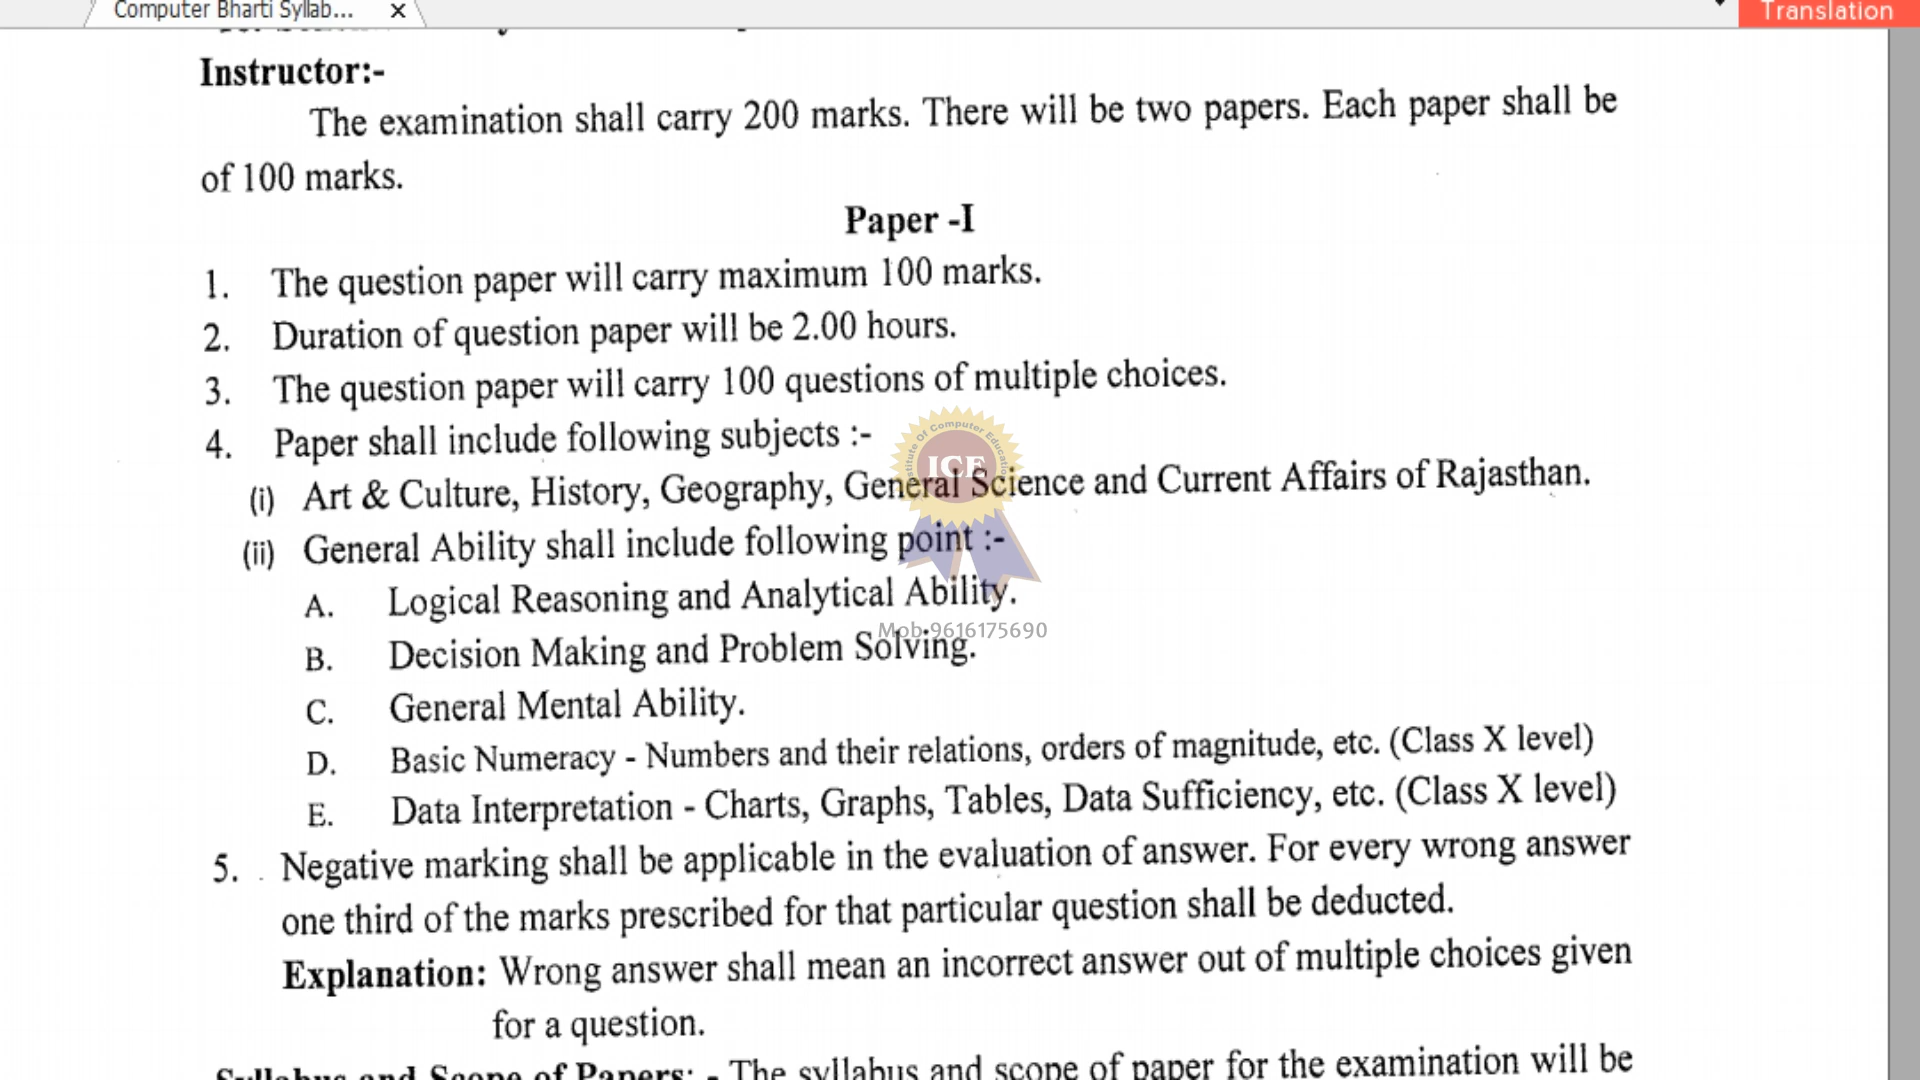 Computer Bharti Syllab...
Translation
Instructor:-
The examination shall carry 200 marks. There will be two papers. Each paper shall be
of 100 marks.
Paper -I
1. The question paper will carry maximum 100 marks.
2. Duration of question paper will be 2.00 hours.
3. The question paper will carry 100 questions of multiple choices.
4. Paper shall include following subjects :-
Institute Of Computer Education
ICE
(i) Art & Culture, History, Geography, General Science and Current Affairs of Rajasthan.
(ii) General Ability shall include following point :-
A. Logical Reasoning and Analytical Ability.
Mob:9616175690
B. Decision Making and Problem Solving.
C. General Mental Ability.
D. Basic Numeracy - Numbers and their relations, orders of magnitude, etc. (Class X level)
E. Data Interpretation - Charts, Graphs, Tables, Data Sufficiency, etc. (Class X level)
5. Negative marking shall be applicable in the evaluation of answer. For every wrong answer
one third of the marks prescribed for that particular question shall be deducted.
Explanation: Wrong answer shall mean an incorrect answer out of multiple choices given
for a question.
Syllabus and Scope of Papers: - The syllabus and scope of paper for the examination will be